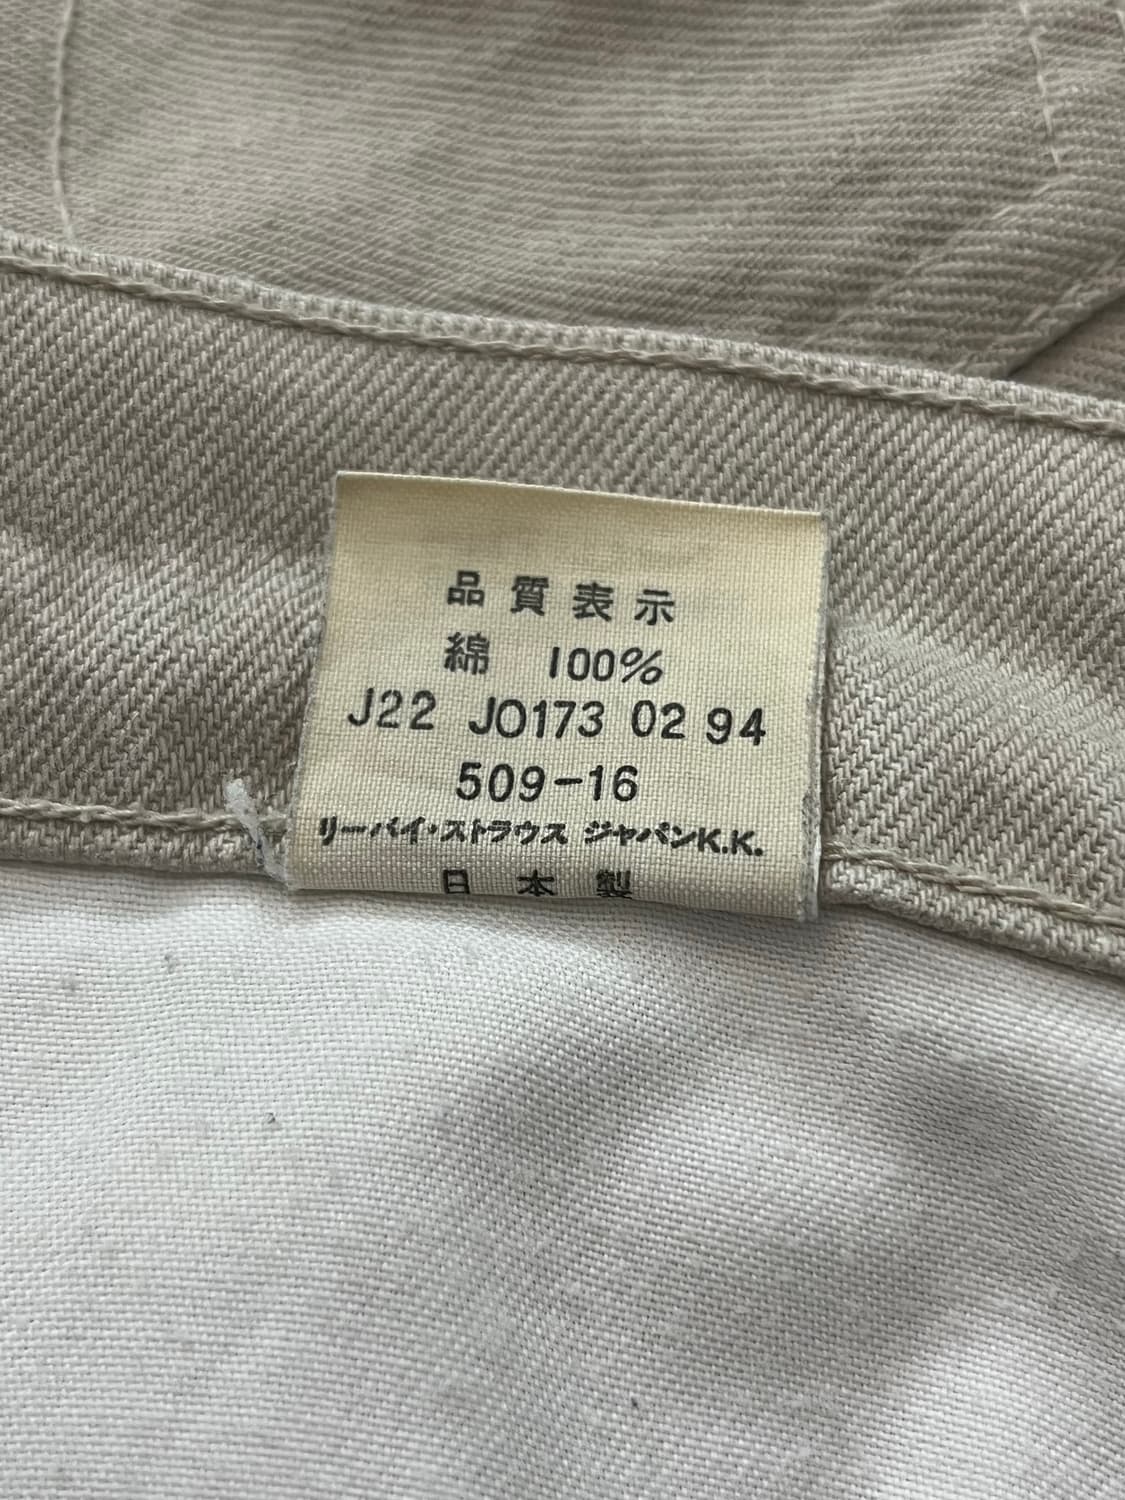 品質表示
綿 100%
J22 JO173 02 94
509-16
リーバイ・ストラウス ジャパンK.K.
日本製